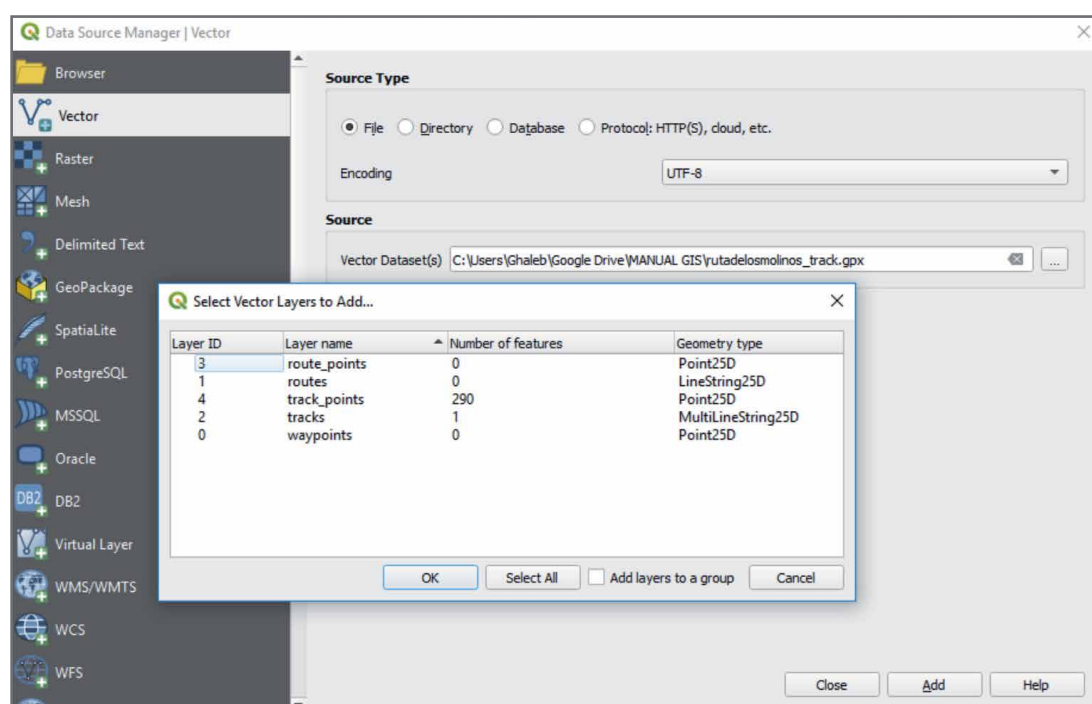 Data Source Manager | Vector
Browser
Vector
Raster
Mesh
Delimited Text
GeoPackage
SpatiaLite
PostgreSQL
MSSQL
Oracle
DB2
DB2
Virtual Layer
WMS/WMTS
WCS
WFS
Source Type
File Directory Database Protocol: HTTP(S), cloud, etc.
Encoding UTF-8
Source
Vector Dataset(s) C:\Users\Ghaleb\Google Drive\MANUAL GIS\rutadelosmolinos_track.gpx ...
Select Vector Layers to Add...
Layer ID Layer name Number of features Geometry type
3 route_points 0 Point25D
1 routes 0 LineString25D
4 track_points 290 Point25D
2 tracks 1 MultiLineString25D
0 waypoints 0 Point25D
OK Select All Add layers to a group Cancel
Close Add Help